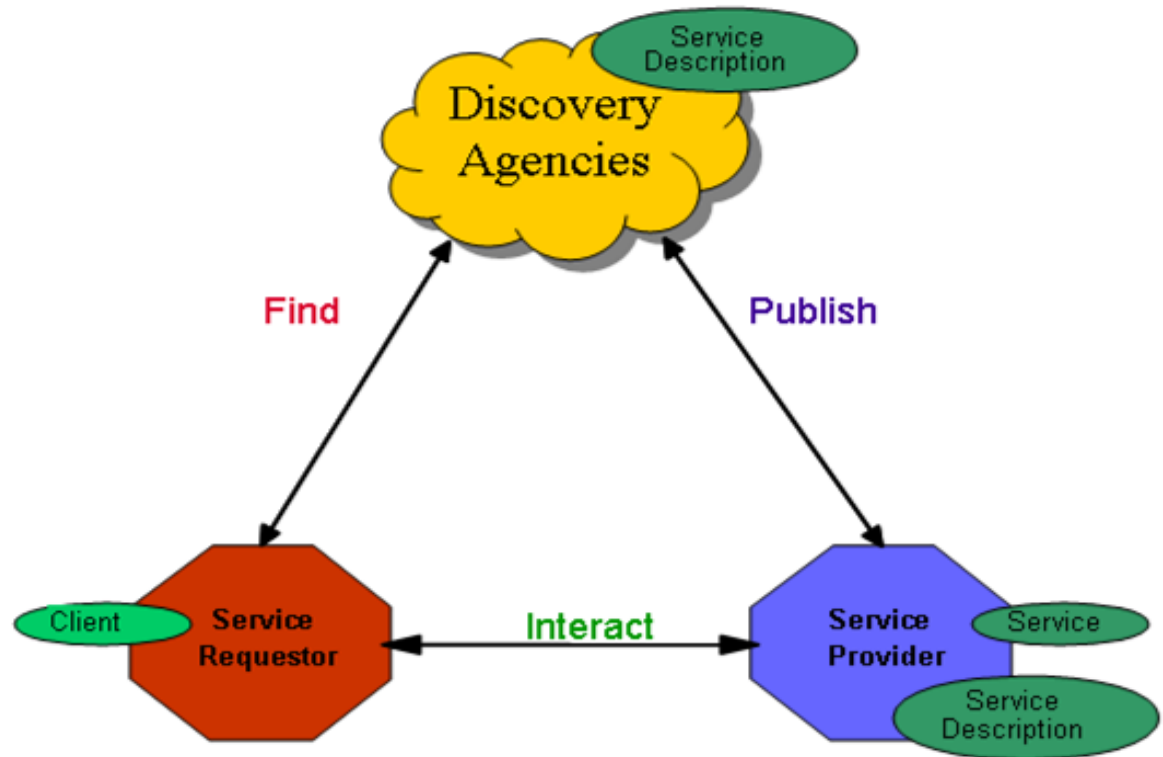 Service
Description
Discovery
Agencies
Find
Publish
Client
Service
Requestor
Interact
Service
Provider
Service
Service
Description